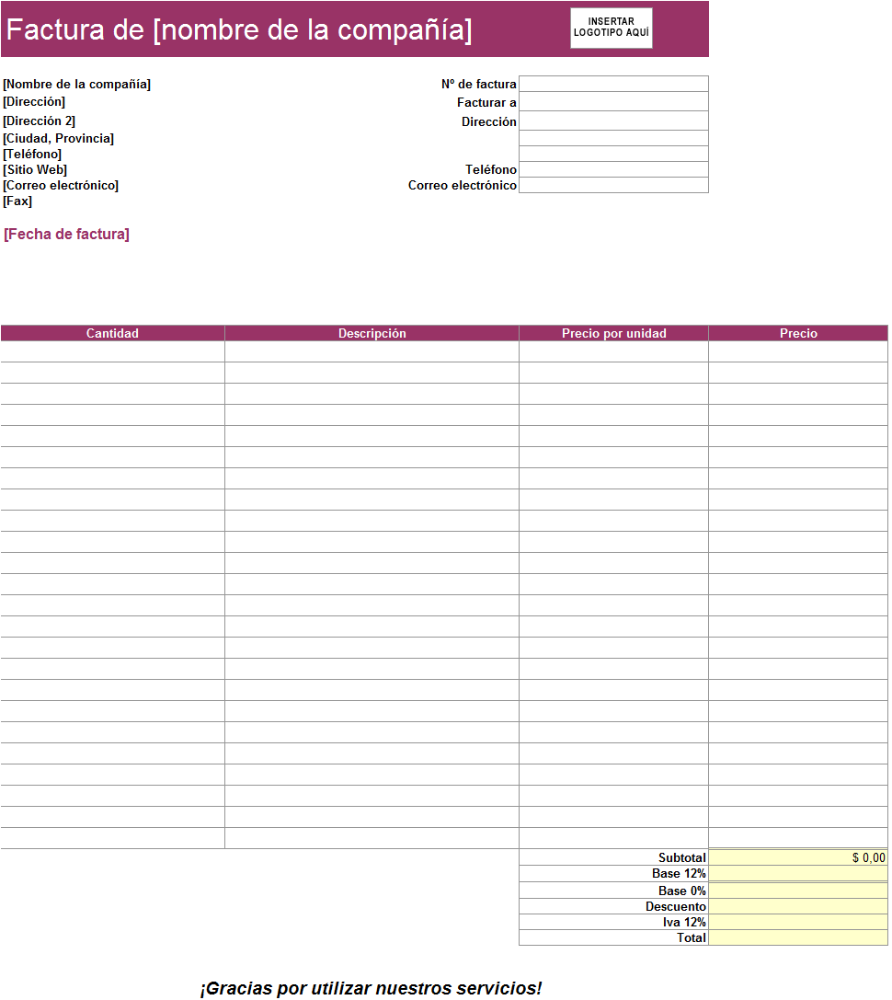 Factura de [nombre de la compañía]
INSERTAR
LOGOTIPO AQUÍ
[Nombre de la compañía]
[Dirección]
[Dirección 2]
[Ciudad, Provincia]
[Teléfono]
[Sitio Web]
[Correo electrónico]
[Fax]
Nº de factura
Facturar a
Dirección
Teléfono
Correo electrónico
[Fecha de factura]
Cantidad Descripción Precio por unidad Precio
Subtotal $ 0,00
Base 12%
Base 0%
Descuento
Iva 12%
Total
¡Gracias por utilizar nuestros servicios!